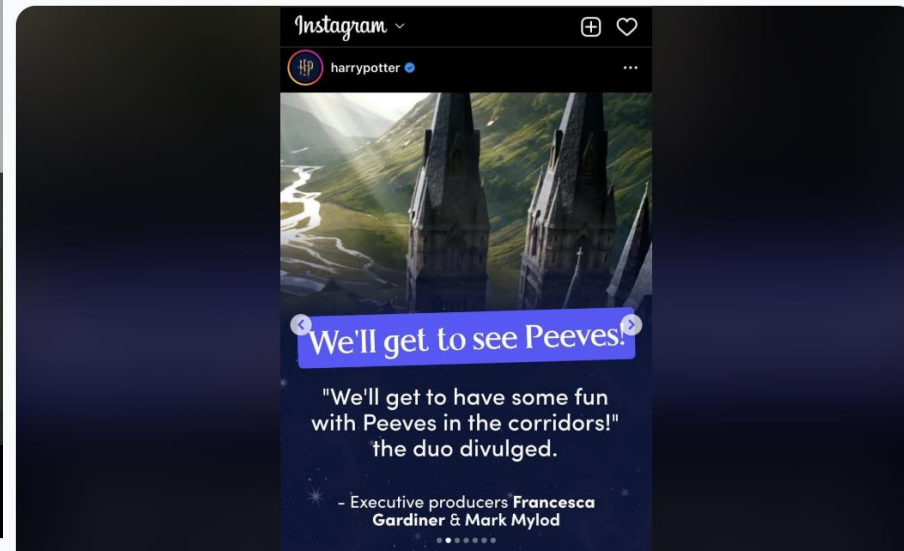 Instagram
harrypotter
We'll get to see Peeves!
"We'll get to have some fun
with Peeves in the corridors!"
the duo divulged.
- Executive producers Francesca
Gardiner & Mark Mylod